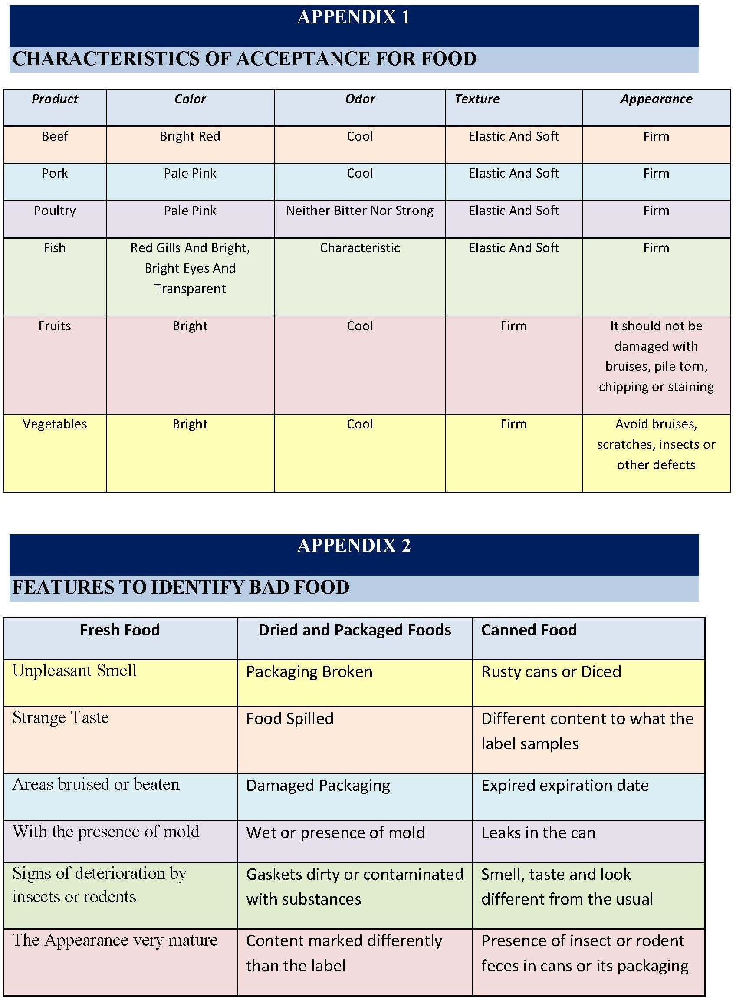 APPENDIX 1
CHARACTERISTICS OF ACCEPTANCE FOR FOOD
Product Color Odor Texture Appearance
Beef Bright Red Cool Elastic And Soft Firm
Pork Pale Pink Cool Elastic And Soft Firm
Poultry Pale Pink Neither Bitter Nor Strong Elastic And Soft Firm
Fish Red Gills And Bright, Characteristic Elastic And Soft Firm
Bright Eyes And
Transparent
Fruits Bright Cool Firm It should not be
damaged with
bruises, pile torn,
chipping or staining
Vegetables Bright Cool Firm Avoid bruises,
scratches, insects or
other defects
APPENDIX 2
FEATURES TO IDENTIFY BAD FOOD
Fresh Food Dried and Packaged Foods Canned Food
Unpleasant Smell Packaging Broken Rusty cans or Diced
Strange Taste Food Spilled Different content to what the
label samples
Areas bruised or beaten Damaged Packaging Expired expiration date
With the presence of mold Wet or presence of mold Leaks in the can
Signs of deterioration by Gaskets dirty or contaminated Smell, taste and look
insects or rodents with substances different from the usual
The Appearance very mature Content marked differently Presence of insect or rodent
than the label feces in cans or its packaging